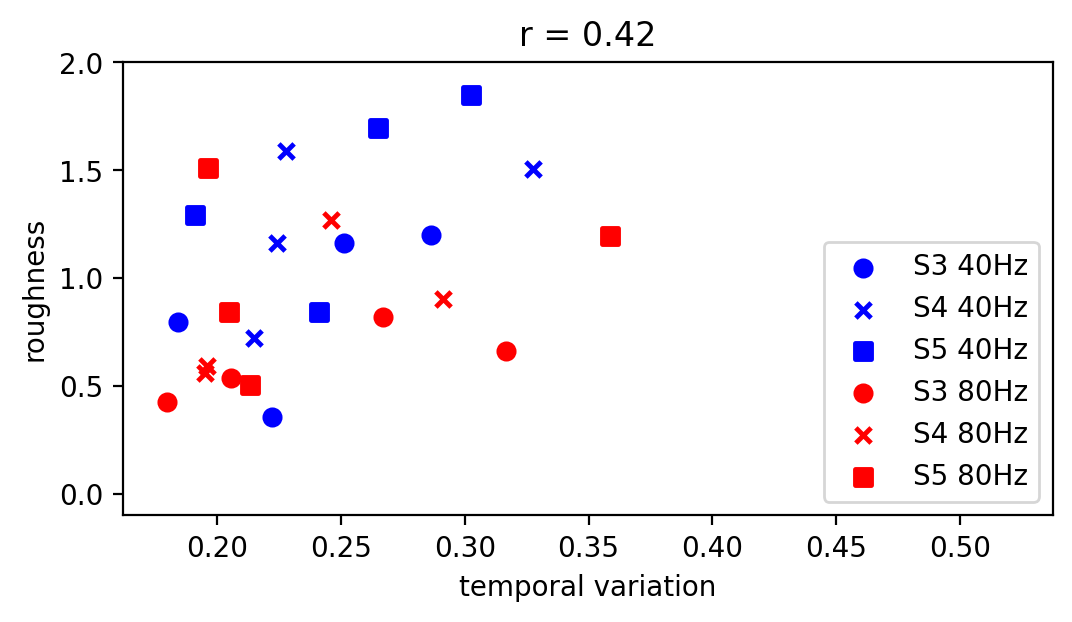 r = 0.42
2.0
1.5
1.0
0.5
0.0
roughness
0.20 0.25 0.30 0.35 0.40 0.45 0.50
temporal variation
S3 40Hz
S4 40Hz
S5 40Hz
S3 80Hz
S4 80Hz
S5 80Hz